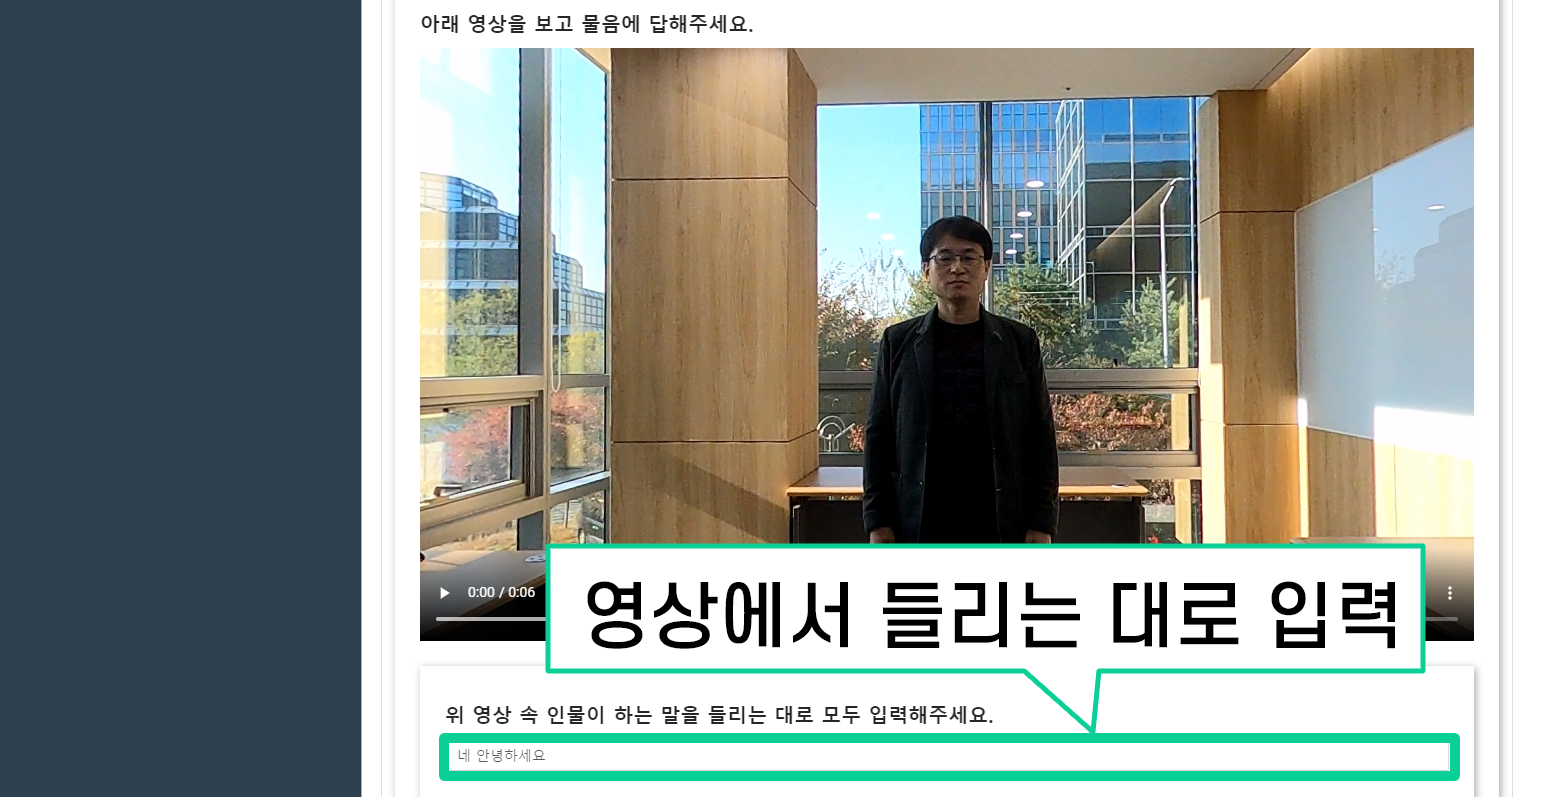 아래 영상을 보고 물음에 답해주세요.
0:00 / 0:06
영상에서 들리는 대로 입력
위 영상 속 인물이 하는 말을 들리는 대로 모두 입력해주세요.
네 안녕하세요